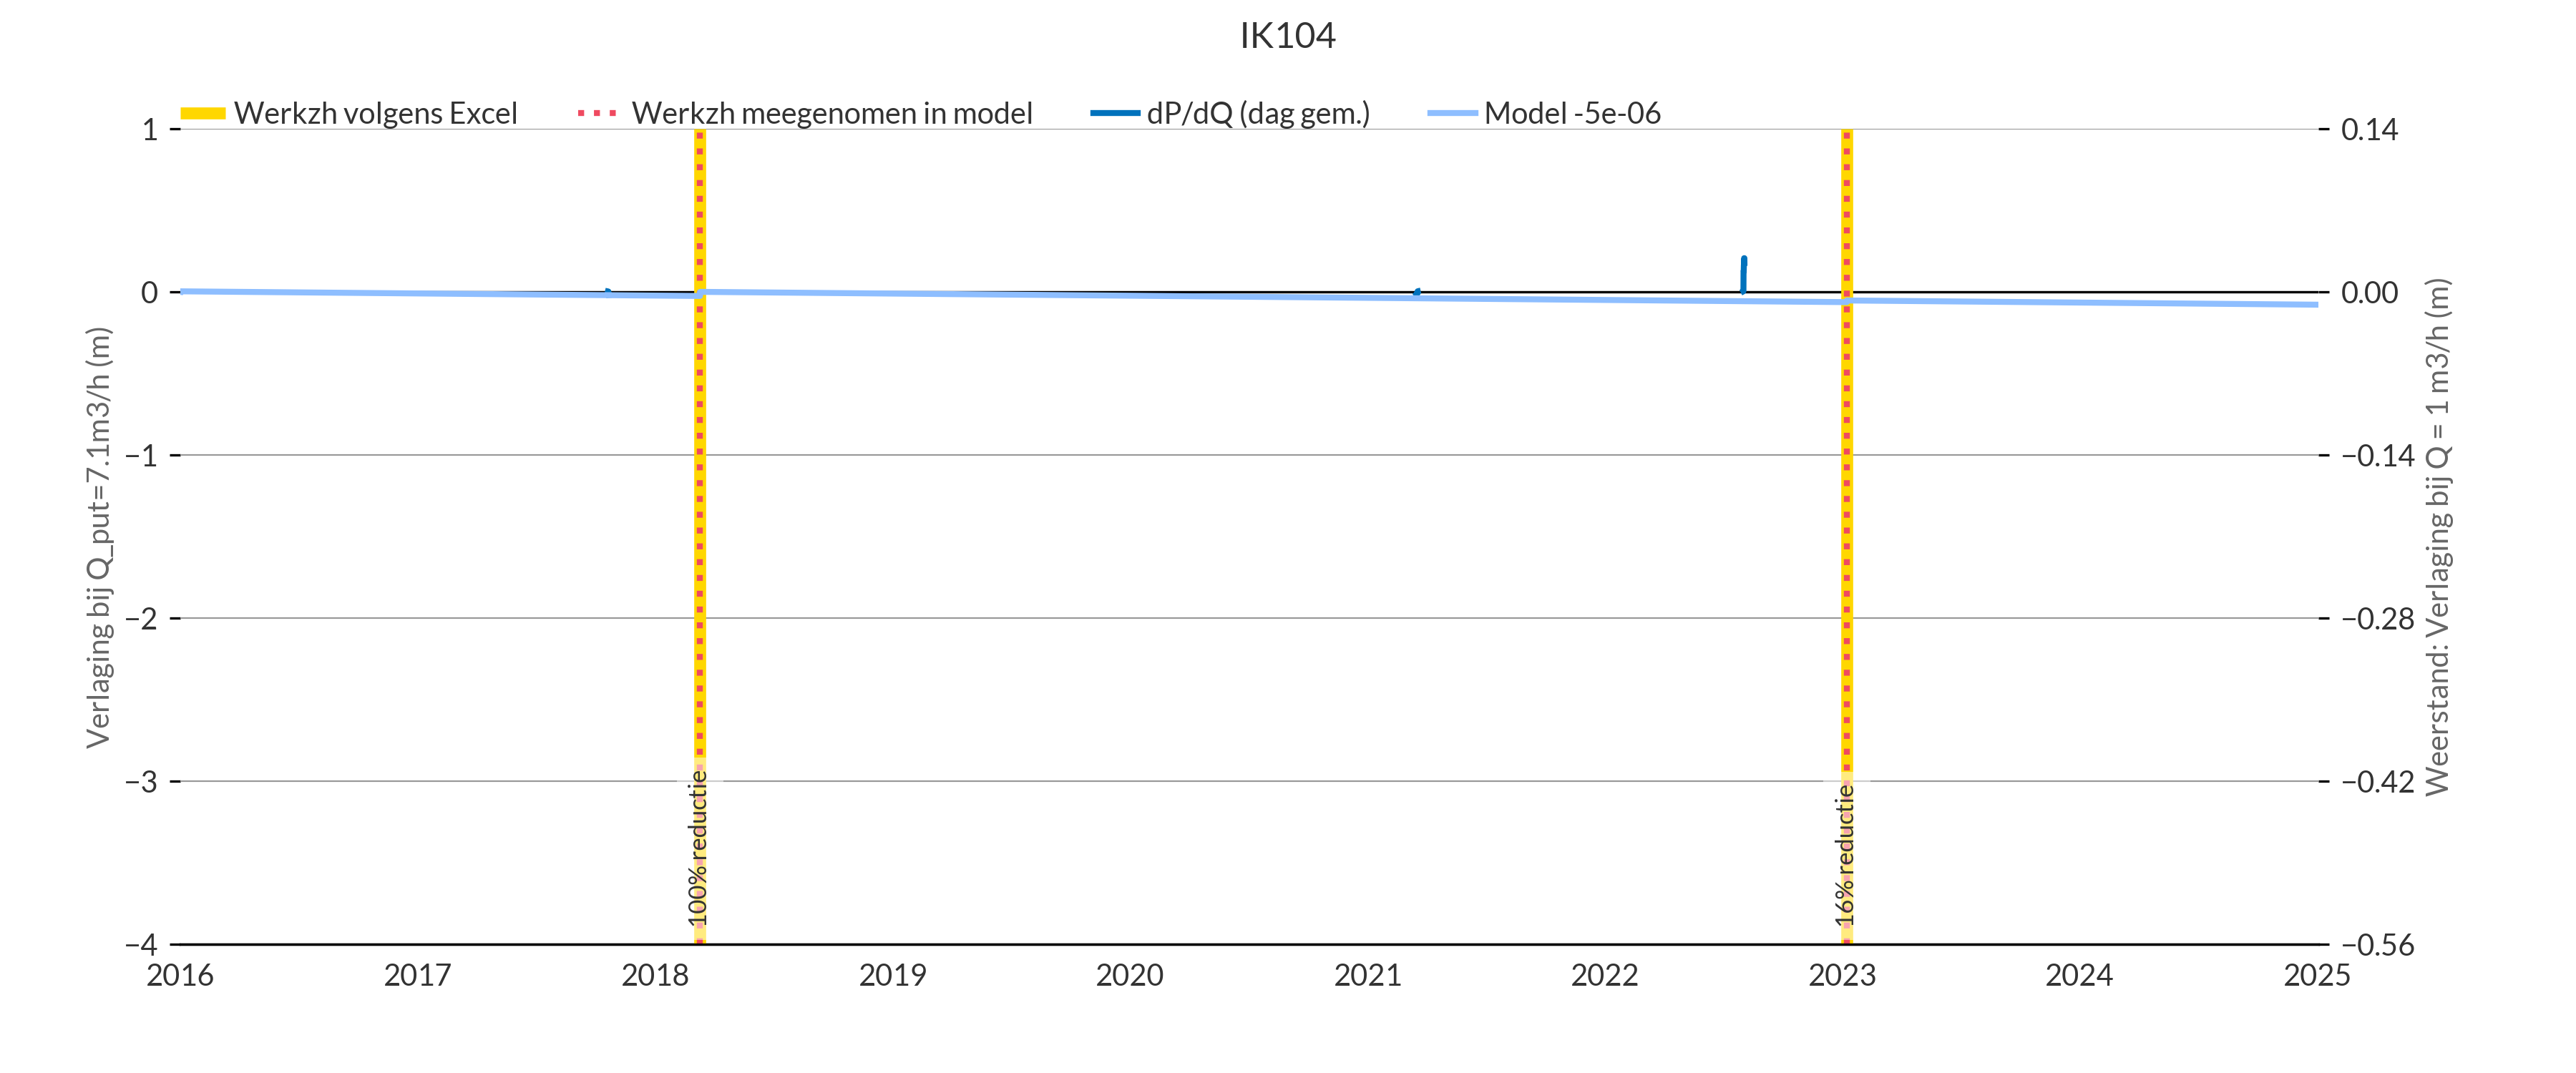 IK104
Werkzh volgens Excel
Werkzh meegenomen in model
dP/dQ (dag gem.)
Model -5e-06
1
0
−1
−2
−3
−4
0.14
0.00
−0.14
−0.28
−0.42
−0.56
Verlaging bij Q_put=7.1m3/h (m)
Weerstand: Verlaging bij Q = 1 m3/h (m)
100% reductie
16% reductie
2016
2017
2018
2019
2020
2021
2022
2023
2024
2025